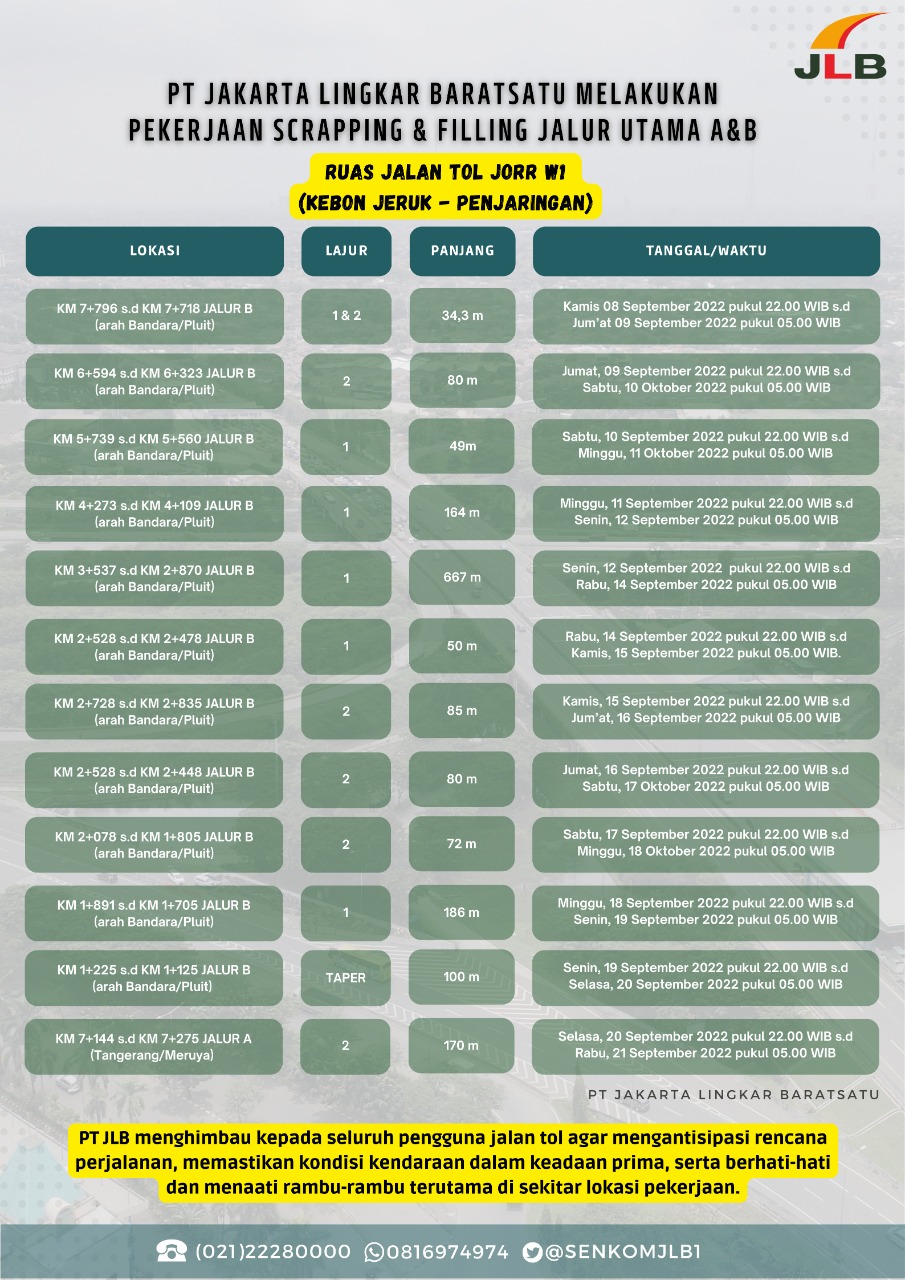 JLB
PT JAKARTA LINGKAR BARATSATU MELAKUKAN
PEKERJAAN SCRAPPING & FILLING JALUR UTAMA A&B
RUAS JALAN TOL JORR W1
(KEBON JERUK - PENJARINGAN)
LOKASI LAJUR PANJANG TANGGAL/WAKTU
KM 7+796 s.d KM 7+718 JALUR B
(arah Bandara/Pluit)
1 & 2
34,3 m
Kamis 08 September 2022 pukul 22.00 WIB s.d
Jum'at 09 September 2022 pukul 05.00 WIB
KM 6+594 s.d KM 6+323 JALUR B
(arah Bandara/Pluit)
2
80 m
Jumat, 09 September 2022 pukul 22.00 WIB s.d
Sabtu, 10 Oktober 2022 pukul 05.00 WIB
KM 5+739 s.d KM 5+560 JALUR B
(arah Bandara/Pluit)
1
49m
Sabtu, 10 September 2022 pukul 22.00 WIB s.d
Minggu, 11 Oktober 2022 pukul 05.00 WIB
KM 4+273 s.d KM 4+109 JALUR B
(arah Bandara/Pluit)
1
164 m
Minggu, 11 September 2022 pukul 22.00 WIB s.d
Senin, 12 September 2022 pukul 05.00 WIB
KM 3+537 s.d KM 2+870 JALUR B
(arah Bandara/Pluit)
1
667 m
Senin, 12 September 2022 pukul 22.00 WIB s.d
Rabu, 14 September 2022 pukul 05.00 WIB
KM 2+528 s.d KM 2+478 JALUR B
(arah Bandara/Pluit)
1
50 m
Rabu, 14 September 2022 pukul 22.00 WIB s.d
Kamis, 15 September 2022 pukul 05.00 WIB.
KM 2+728 s.d KM 2+835 JALUR B
(arah Bandara/Pluit)
2
85 m
Kamis, 15 September 2022 pukul 22.00 WIB s.d
Jum'at, 16 September 2022 pukul 05.00 WIB
KM 2+528 s.d KM 2+448 JALUR B
(arah Bandara/Pluit)
2
80 m
Jumat, 16 September 2022 pukul 22.00 WIB s.d
Sabtu, 17 Oktober 2022 pukul 05.00 WIB
KM 2+078 s.d KM 1+805 JALUR B
(arah Bandara/Pluit)
2
72 m
Sabtu, 17 September 2022 pukul 22.00 WIB s.d
Minggu, 18 Oktober 2022 pukul 05.00 WIB
KM 1+891 s.d KM 1+705 JALUR B
(arah Bandara/Pluit)
1
186 m
Minggu, 18 September 2022 pukul 22.00 WIB s.d
Senin, 19 September 2022 pukul 05.00 WIB
KM 1+225 s.d KM 1+125 JALUR B
(arah Bandara/Pluit)
TAPER
100 m
Senin, 19 September 2022 pukul 22.00 WIB s.d
Selasa, 20 September 2022 pukul 05.00 WIB
KM 7+144 s.d KM 7+275 JALUR A
(Tangerang/Meruya)
2
170 m
Selasa, 20 September 2022 pukul 22.00 WIB s.d
Rabu, 21 September 2022 pukul 05.00 WIB
PT JAKARTA LINGKAR BARATSATU
PT JLB menghimbau kepada seluruh pengguna jalan tol agar mengantisipasi rencana
perjalanan, memastikan kondisi kendaraan dalam keadaan prima, serta berhati-hati
dan menaati rambu-rambu terutama di sekitar lokasi pekerjaan.
(021)22280000 0816974974 @SENKOMJLB1